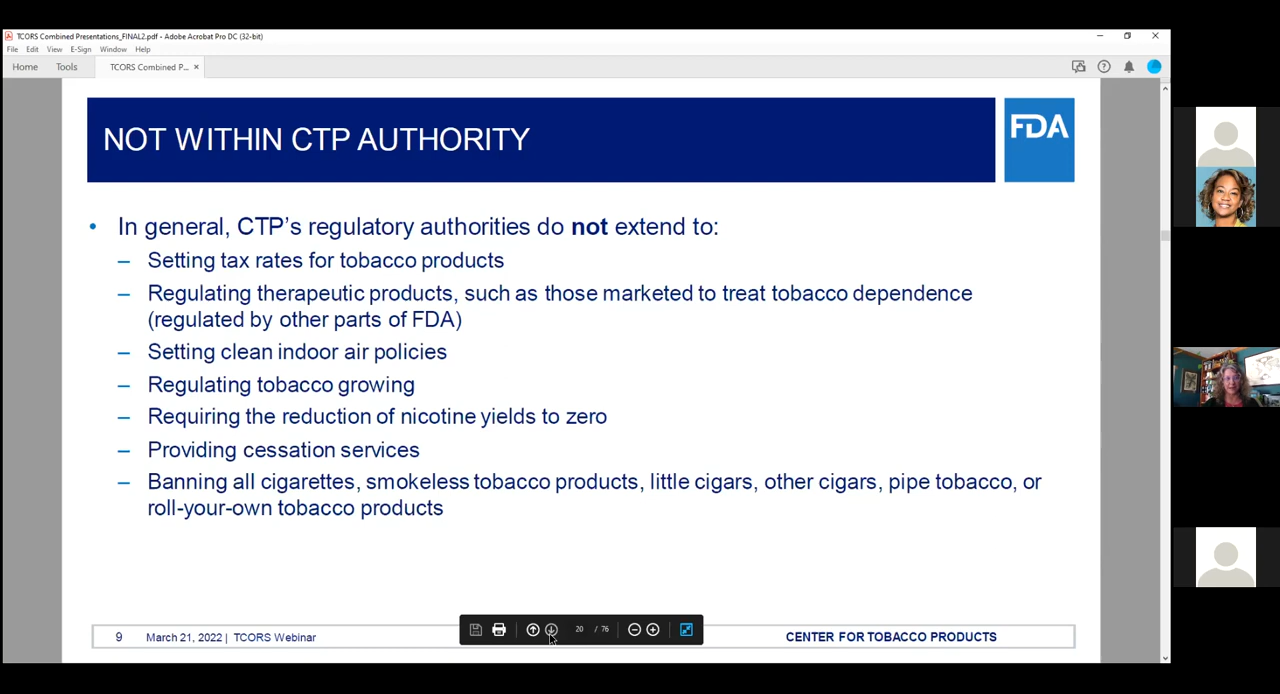 TCORS Combined Presentations_FINAL2.pdf - Adobe Acrobat Pro DC (32-bit)
File Edit View E-Sign Window Help
Home Tools TCORS Combined P... ×
NOT WITHIN CTP AUTHORITY
FDA
• In general, CTP’s regulatory authorities do not extend to:
– Setting tax rates for tobacco products
– Regulating therapeutic products, such as those marketed to treat tobacco dependence
(regulated by other parts of FDA)
– Setting clean indoor air policies
– Regulating tobacco growing
– Requiring the reduction of nicotine yields to zero
– Providing cessation services
– Banning all cigarettes, smokeless tobacco products, little cigars, other cigars, pipe tobacco, or
roll-your-own tobacco products
20 / 76
9 March 21, 2022 | TCORS Webinar CENTER FOR TOBACCO PRODUCTS